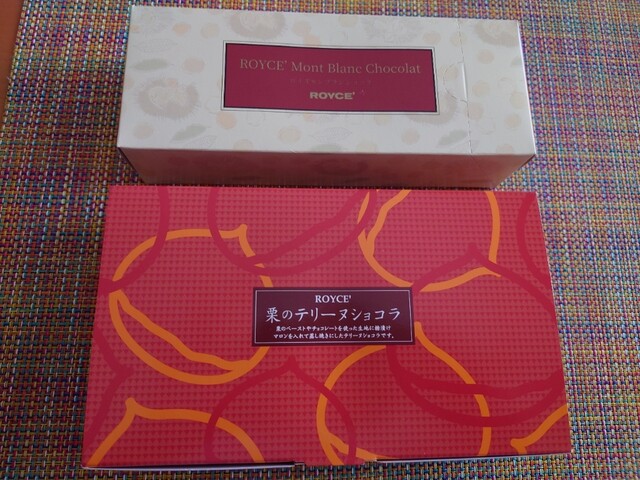 ROYCE' Mont Blanc Chocolat
ROYCE'
ROYCE'
栗のテリーヌショコラ
栗のペーストやチョコレートを使った生地に糖漬け
マロンを入れて蒸し焼きにしたテリーヌショコラです。